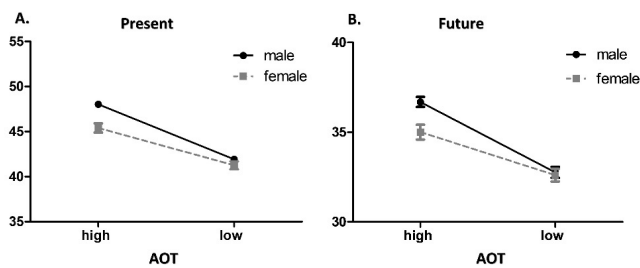 A.
Present
55
50
45
40
35
male
female
high
low
AOT
B.
Future
40
35
30
male
female
high
low
AOT